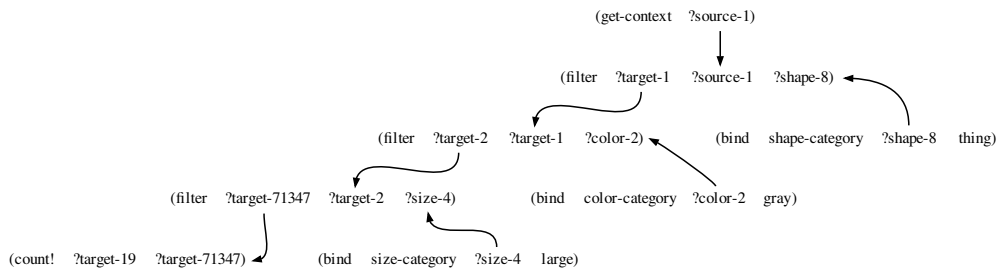 (get-context ?source-1)
(filter ?target-1 ?source-1 ?shape-8)
(filter ?target-2 ?target-1 ?color-2) (bind shape-category ?shape-8 thing)
(filter ?target-71347 ?target-2 ?size-4) (bind color-category ?color-2 gray)
(count! ?target-19 ?target-71347) (bind size-category ?size-4 large)